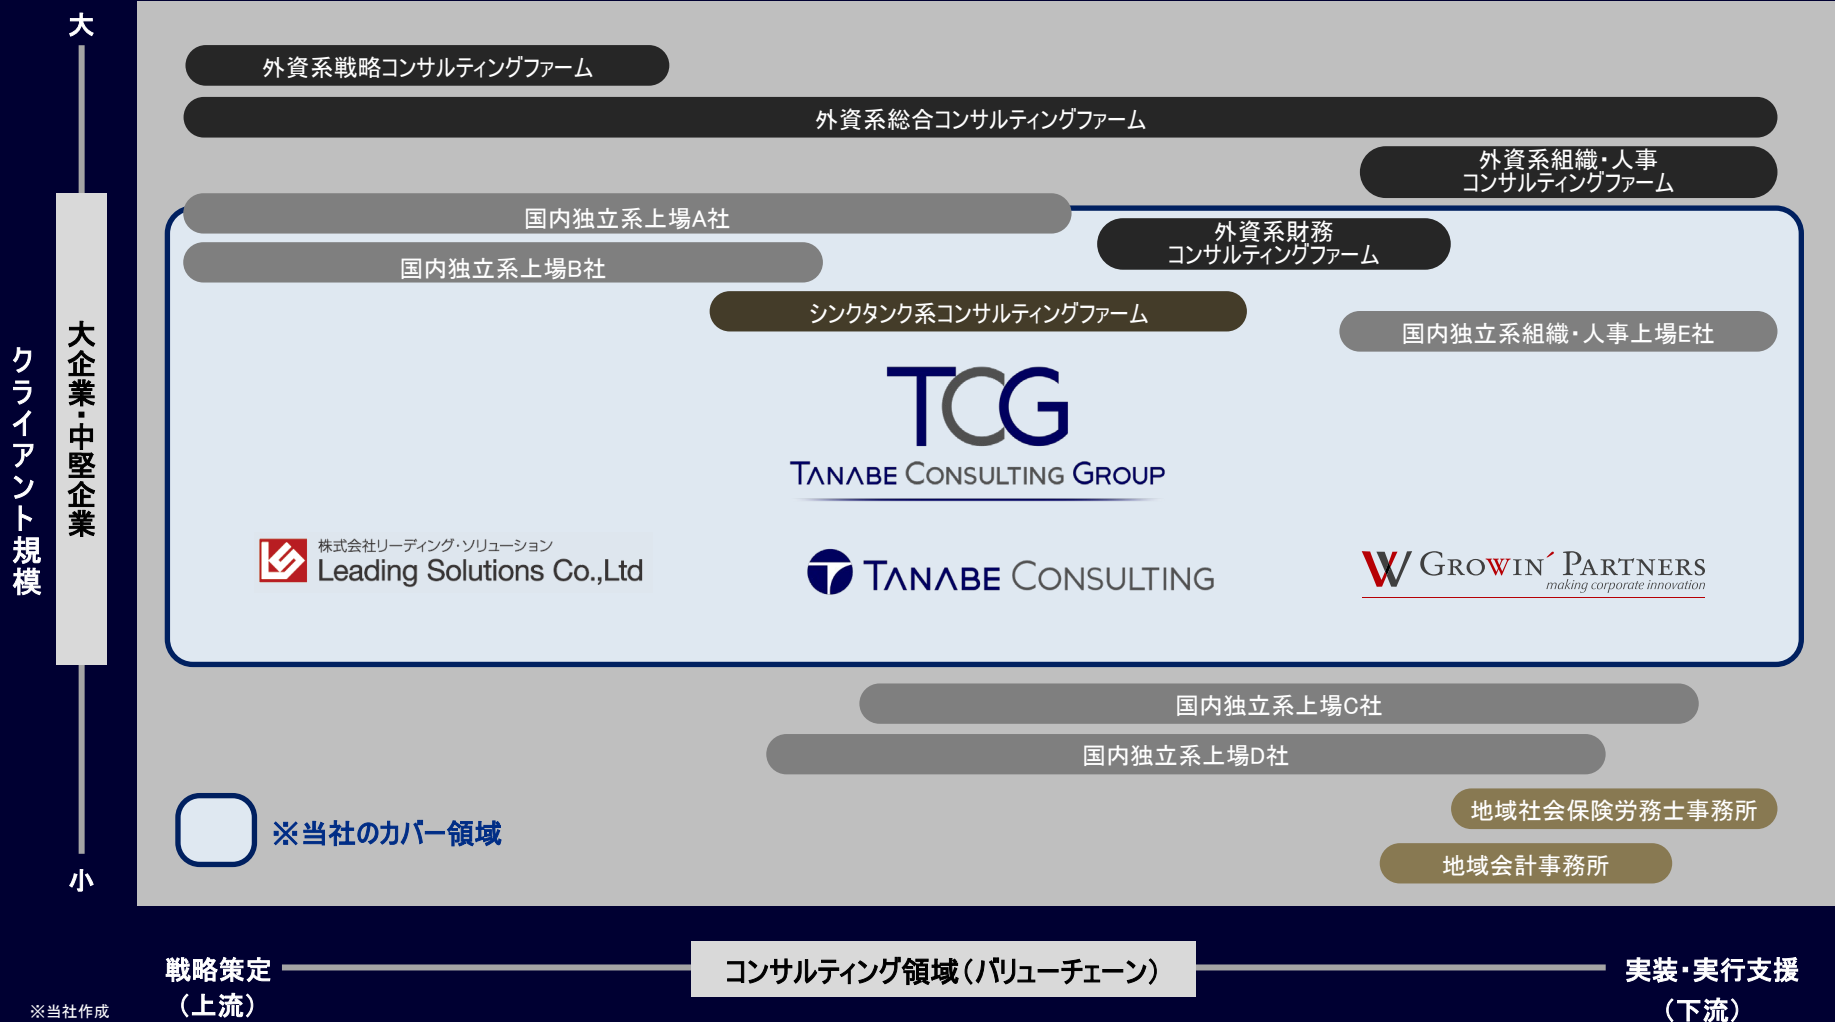 大
外資系戦略コンサルティングファーム
外資系総合コンサルティングファーム
外資系組織・人事
コンサルティングファーム
国内独立系上場A社
外資系財務
コンサルティングファーム
国内独立系上場B社
シンクタンク系コンサルティングファーム
国内独立系組織・人事上場E社
クライアント規模
大企業・中堅企業
TCG
TANABE CONSULTING GROUP
株式会社リーディング・ソリューション
Leading Solutions Co.,Ltd
TANABE CONSULTING
GROWIN´ PARTNERS
making corporate innovation
国内独立系上場C社
国内独立系上場D社
地域社会保険労務士事務所
※当社のカバー領域
地域会計事務所
小
戦略策定
（上流）
コンサルティング領域（バリューチェーン）
実装・実行支援
（下流）
※当社作成